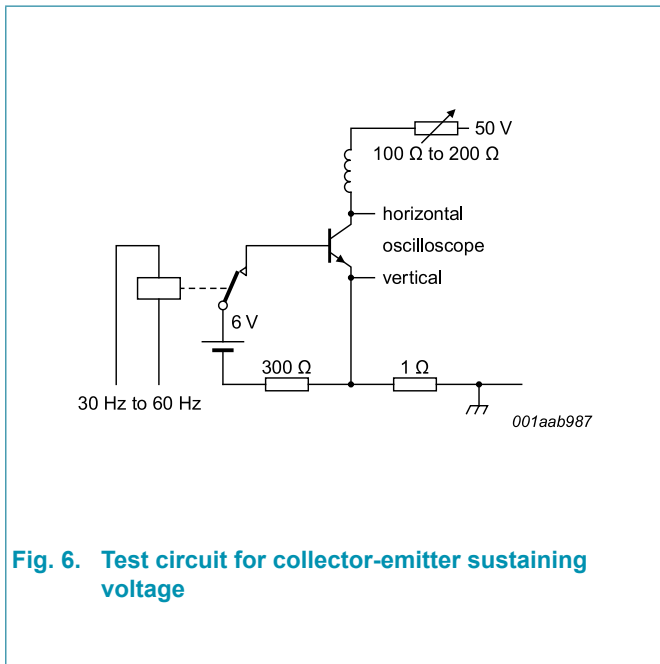 50 V
100 Ω to 200 Ω
horizontal
oscilloscope
vertical
6 V
300 Ω
1 Ω
30 Hz to 60 Hz
001aab987
Fig. 6. Test circuit for collector-emitter sustaining
voltage